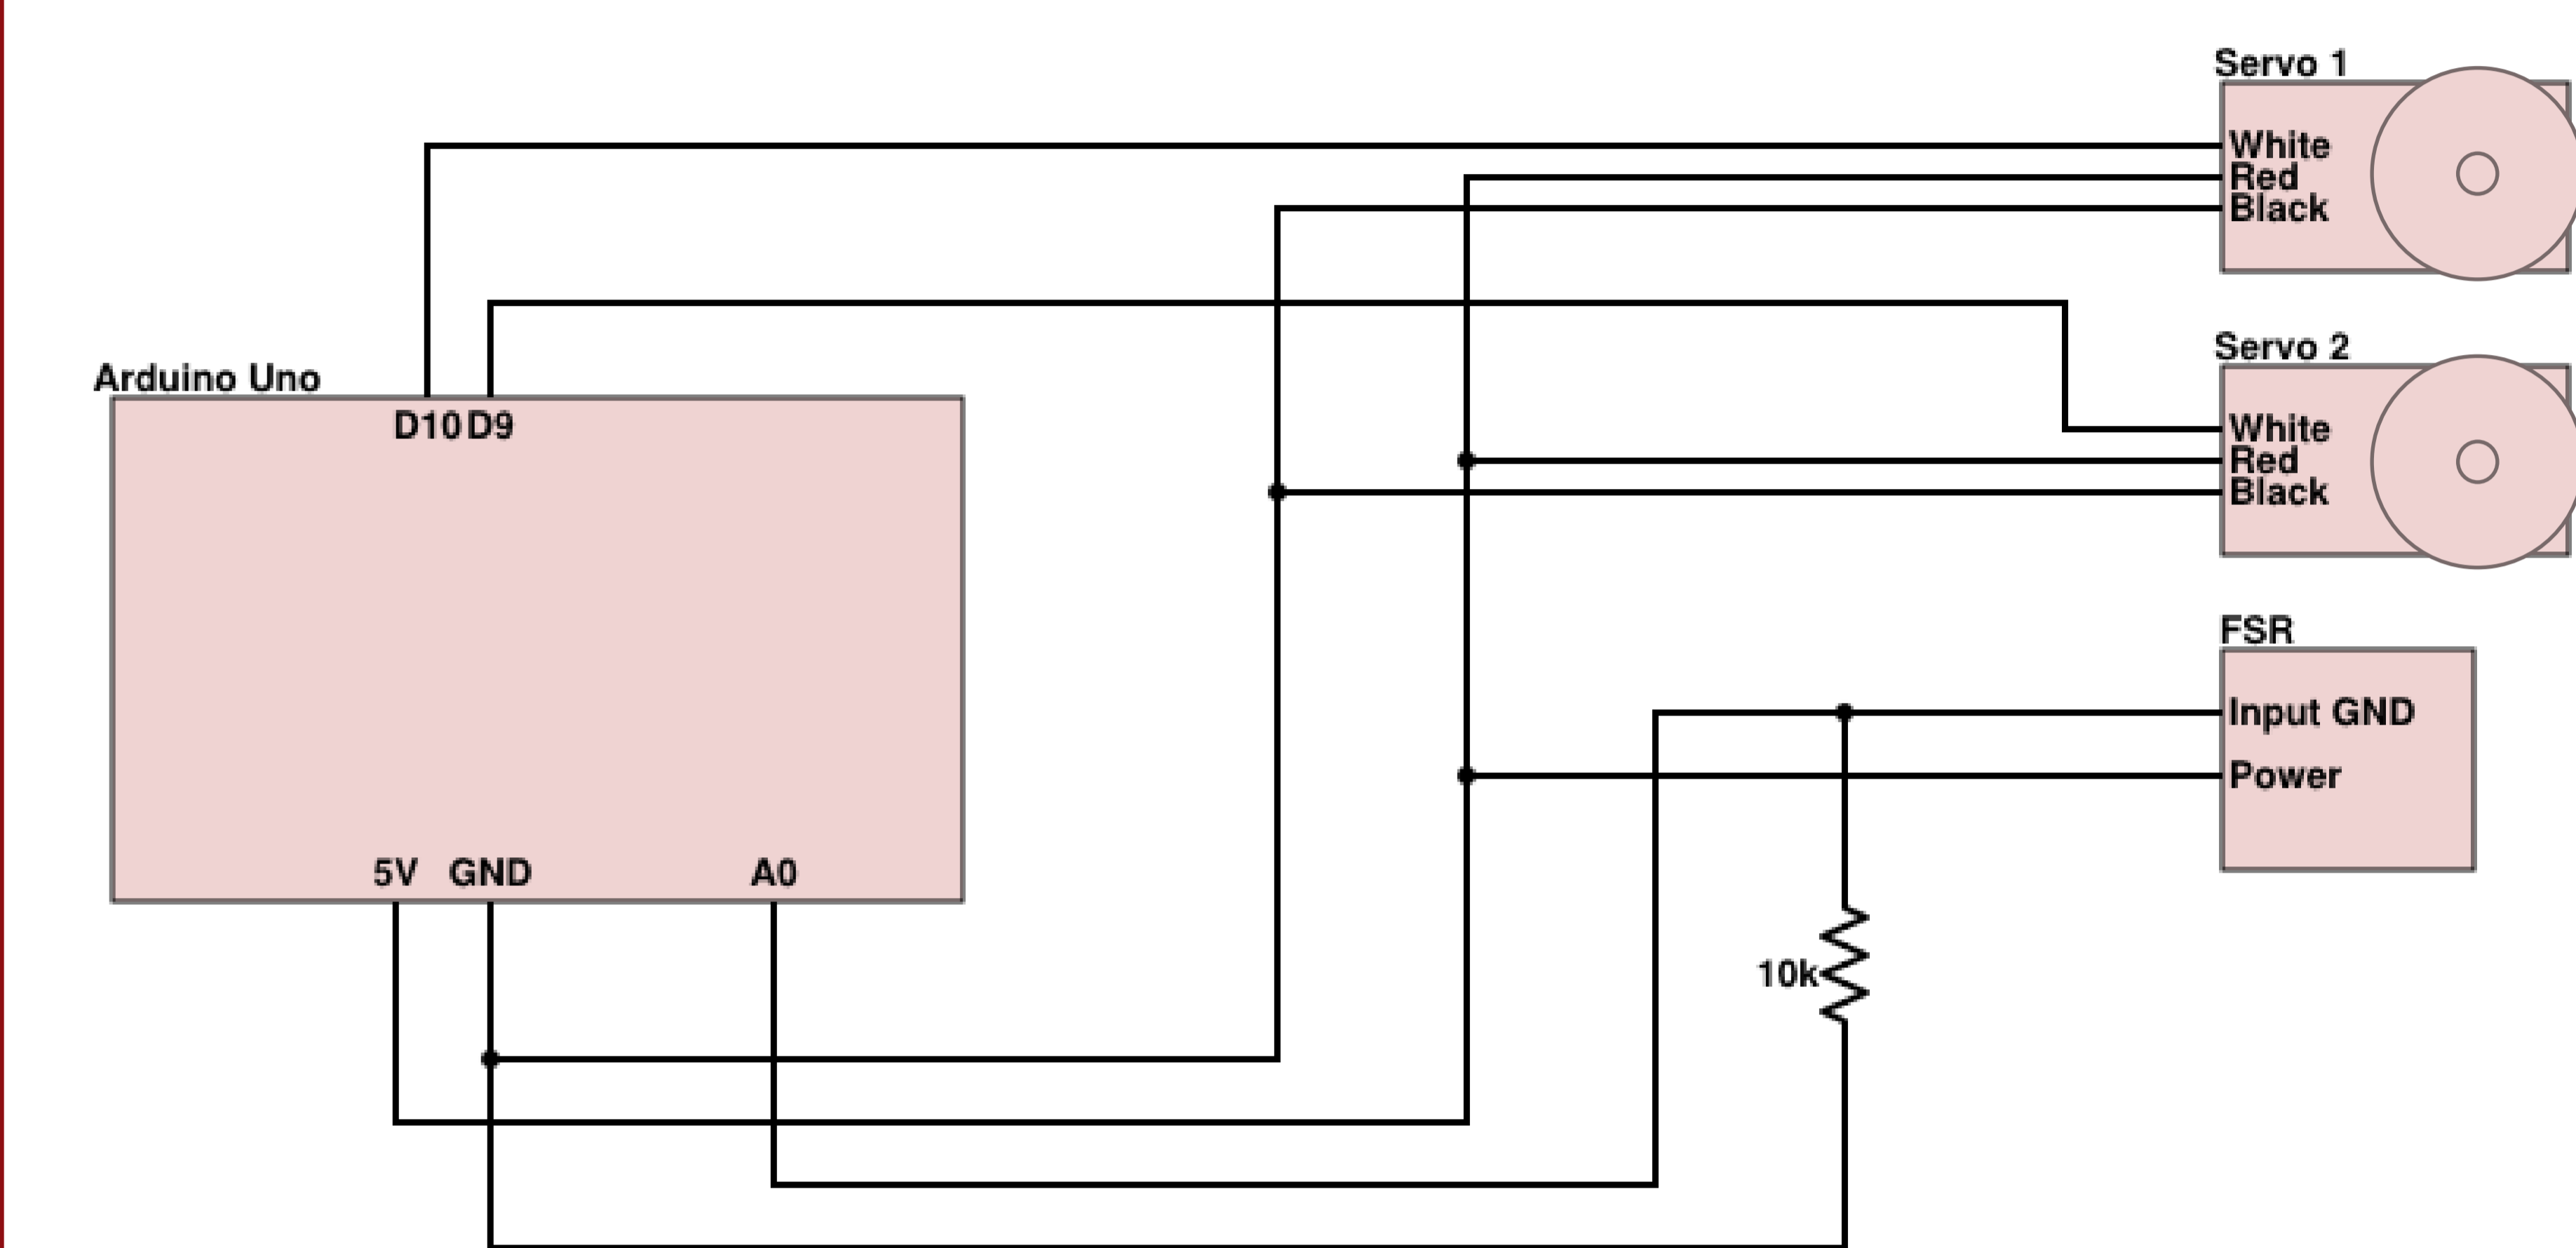 Servo 1
White
Red
Black
Servo 2
White
Red
Black
Arduino Uno
D10 D9
5V GND A0
FSR
Input GND
Power
10k